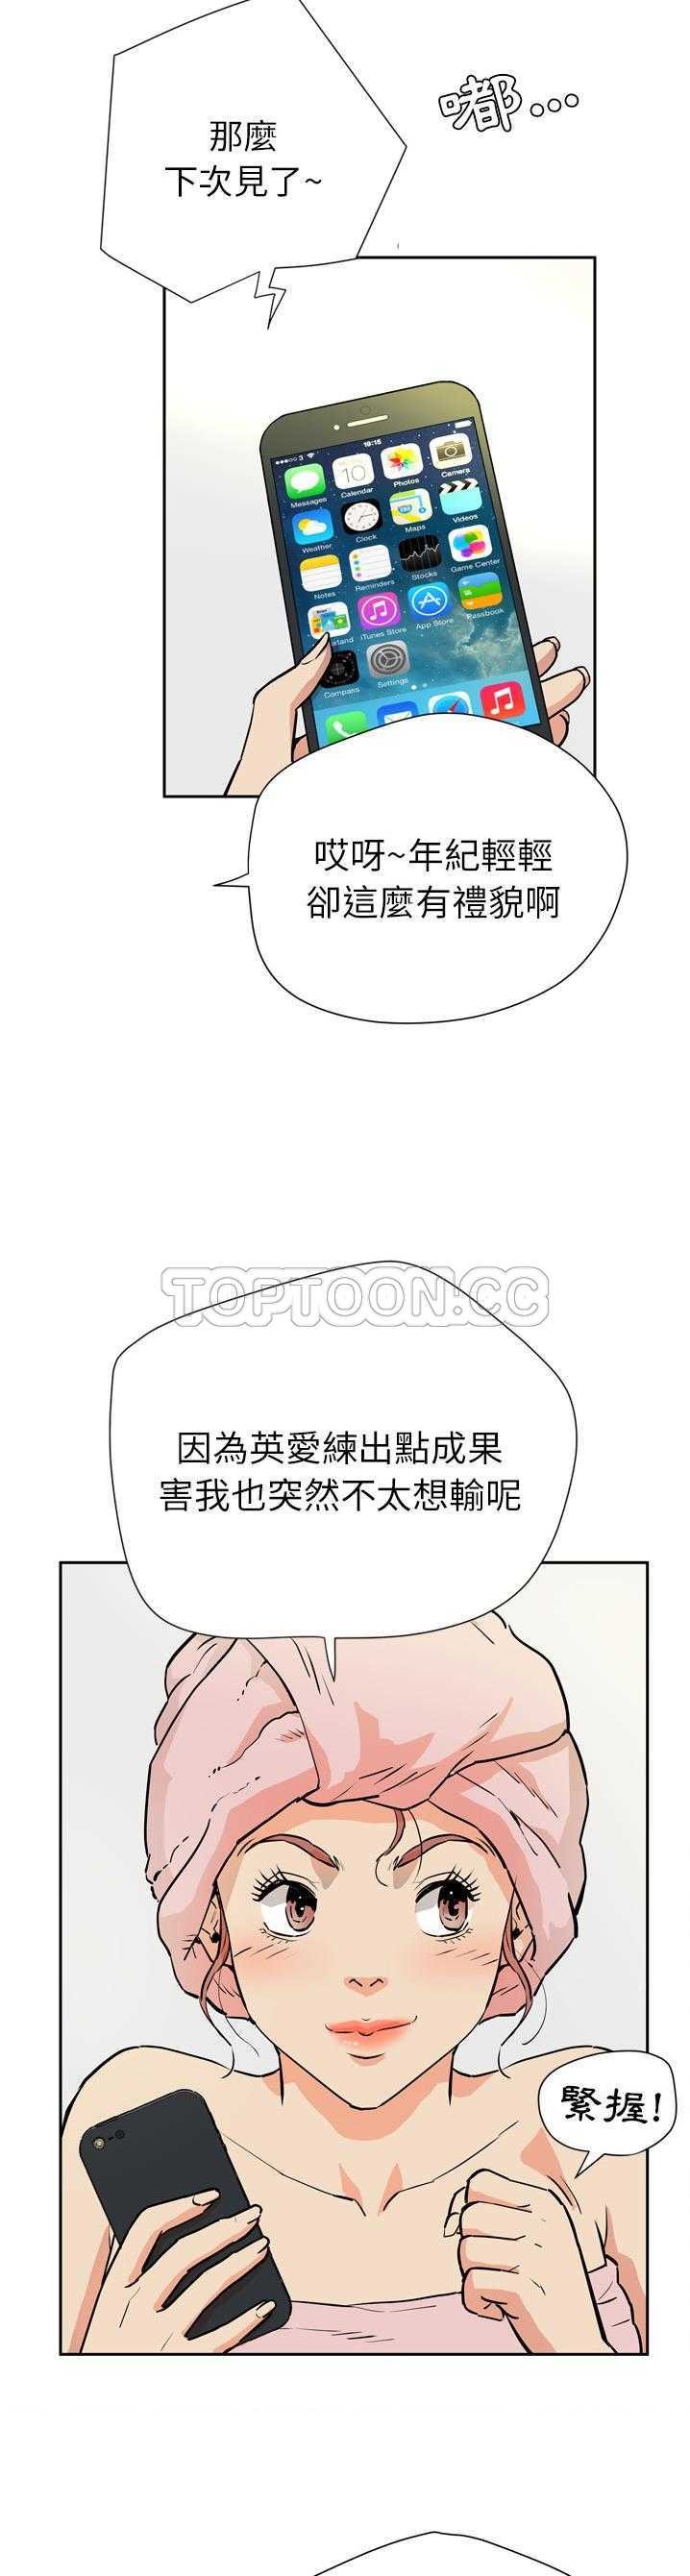 嘟...
那麼
下次見了~
3
19:15
Messages
Calendar
10
Photos
Camera
Weather
Clock
Maps
Videos
Notes
Reminders
Stocks
Game Center
iTunes Store
App Store
Passbook
Compass
Settings
哎呀~年紀輕輕
卻這麼有禮貌啊
TOPTOON.CC
因為英愛練出點成果
害我也突然不太想輸呢
緊握!